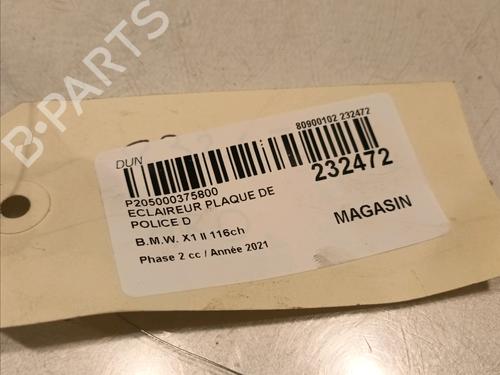 B-PARTS
DUN
80900102 232472
232472
P205000375800
ECLAIREUR PLAQUE DE
POLICE D
B.M.W. X1 II 116ch
Phase 2 cc / Année 2021
MAGASIN